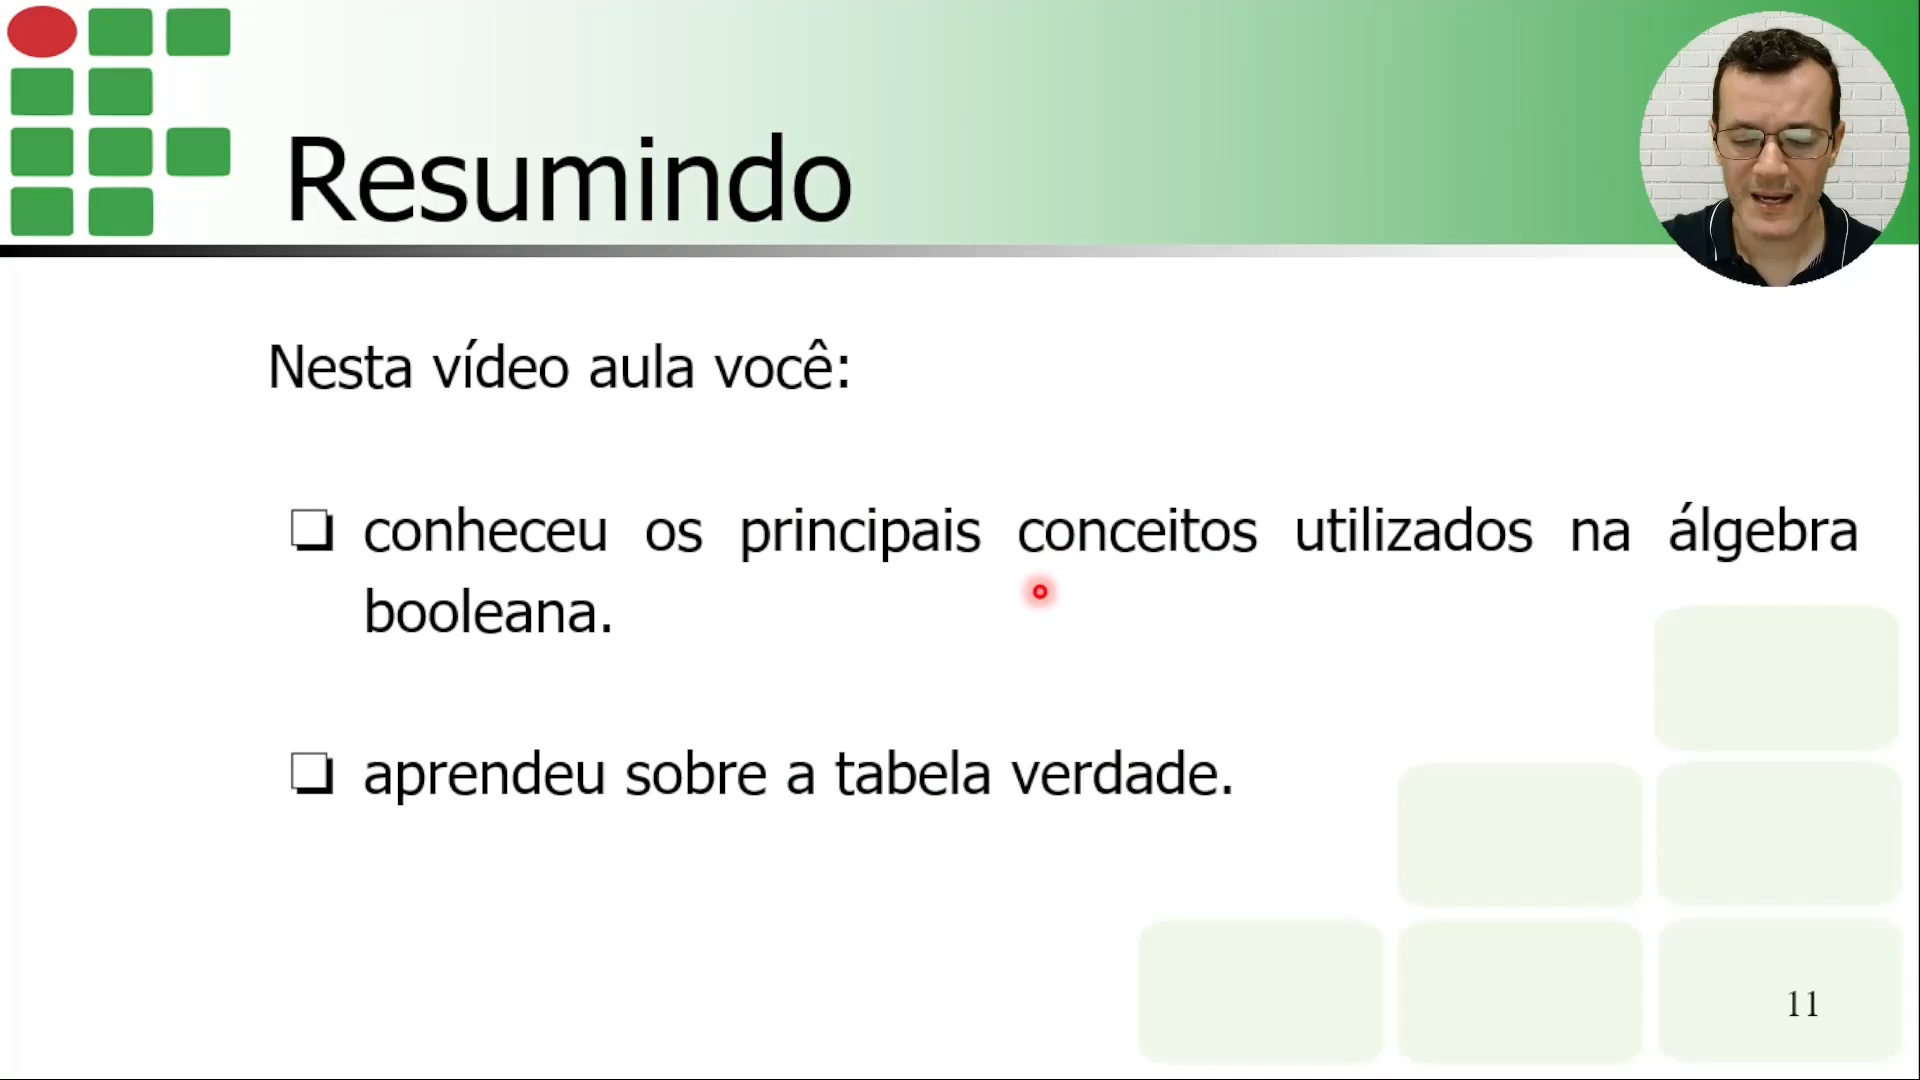 Resumindo
Nesta vídeo aula você:
❏ conheceu os principais conceitos utilizados na álgebra
booleana.
❏ aprendeu sobre a tabela verdade.
11